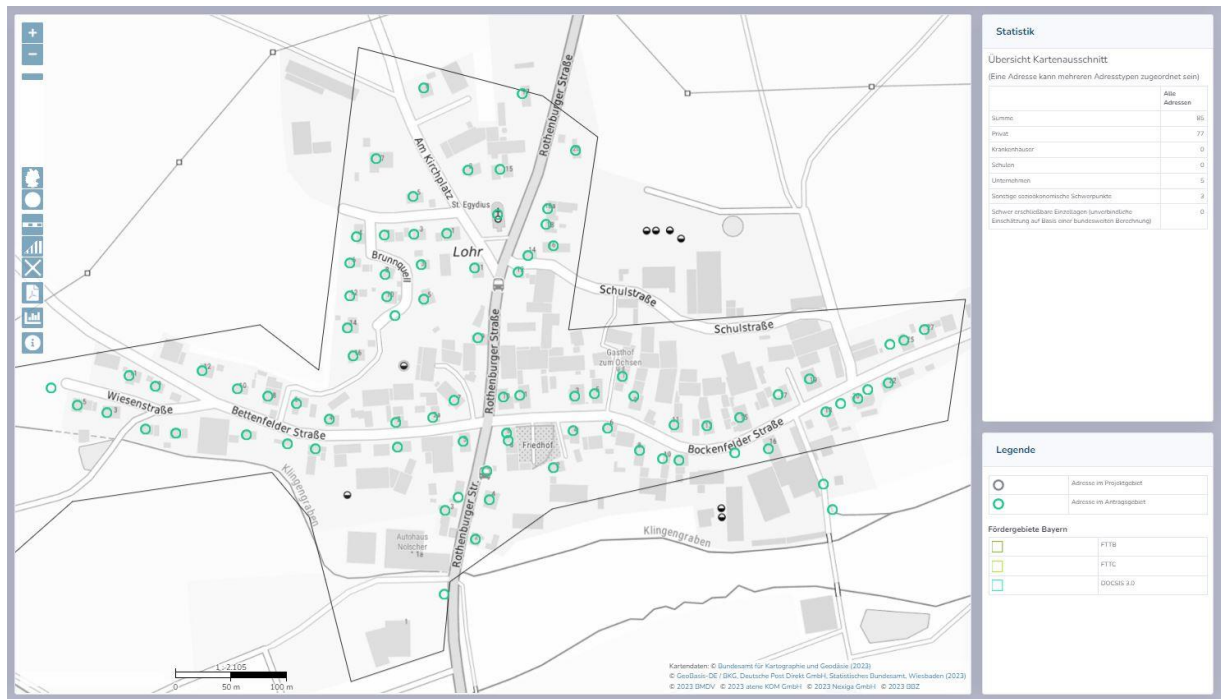 Rothenburger Straße
Am Kirchplatz
15
St. Egydius
Lohr
14
Brunnquell
11
Schulstraße
Schulstraße
Rothenburger Straße
Gasthof
zum Ochsen
Wiesenstraße
Bettenfelder Straße
Bockenfelder Straße
Friedhof
Klingengraben
Klingengraben
Rothenburger Str.
Autohaus
Nölscher
1 : 2.105
0 50 m 100 m
Kartendaten: © Bundesamt für Kartographie und Geodäsie (2023)
© GeoBasis-DE / BKG, Deutsche Post Direkt GmbH, Statistisches Bundesamt, Wiesbaden (2023)
© 2023 BMDV © 2023 atene KOM GmbH © 2023 Nexiga GmbH © 2023 BBZ
Statistik
Übersicht Kartenausschnitt
(Eine Adresse kann mehreren Adresstypen zugeordnet sein)
Alle
Adressen
Summe 85
Privat 77
Krankenhäuser 0
Schulen 0
Unternehmen 5
Sonstige sozioökonomische Schwerpunkte 3
Schwer erschließbare Einzellagen (unverbindliche 0
Einschätzung auf Basis einer bundesweiten Berechnung)
Legende
Adresse im Projektgebiet
Adresse im Antragsgebiet
Fördergebiete Bayern
FTTB
FTTC
DOCSIS 3.0